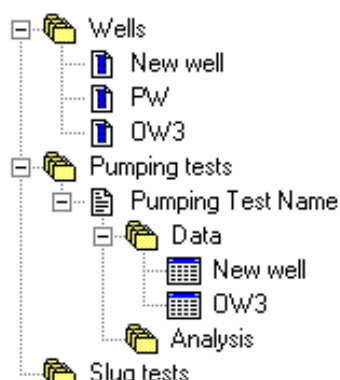 Wells
New well
PW
OW3
Pumping tests
Pumping Test Name
Data
New well
OW3
Analysis
Slug tests